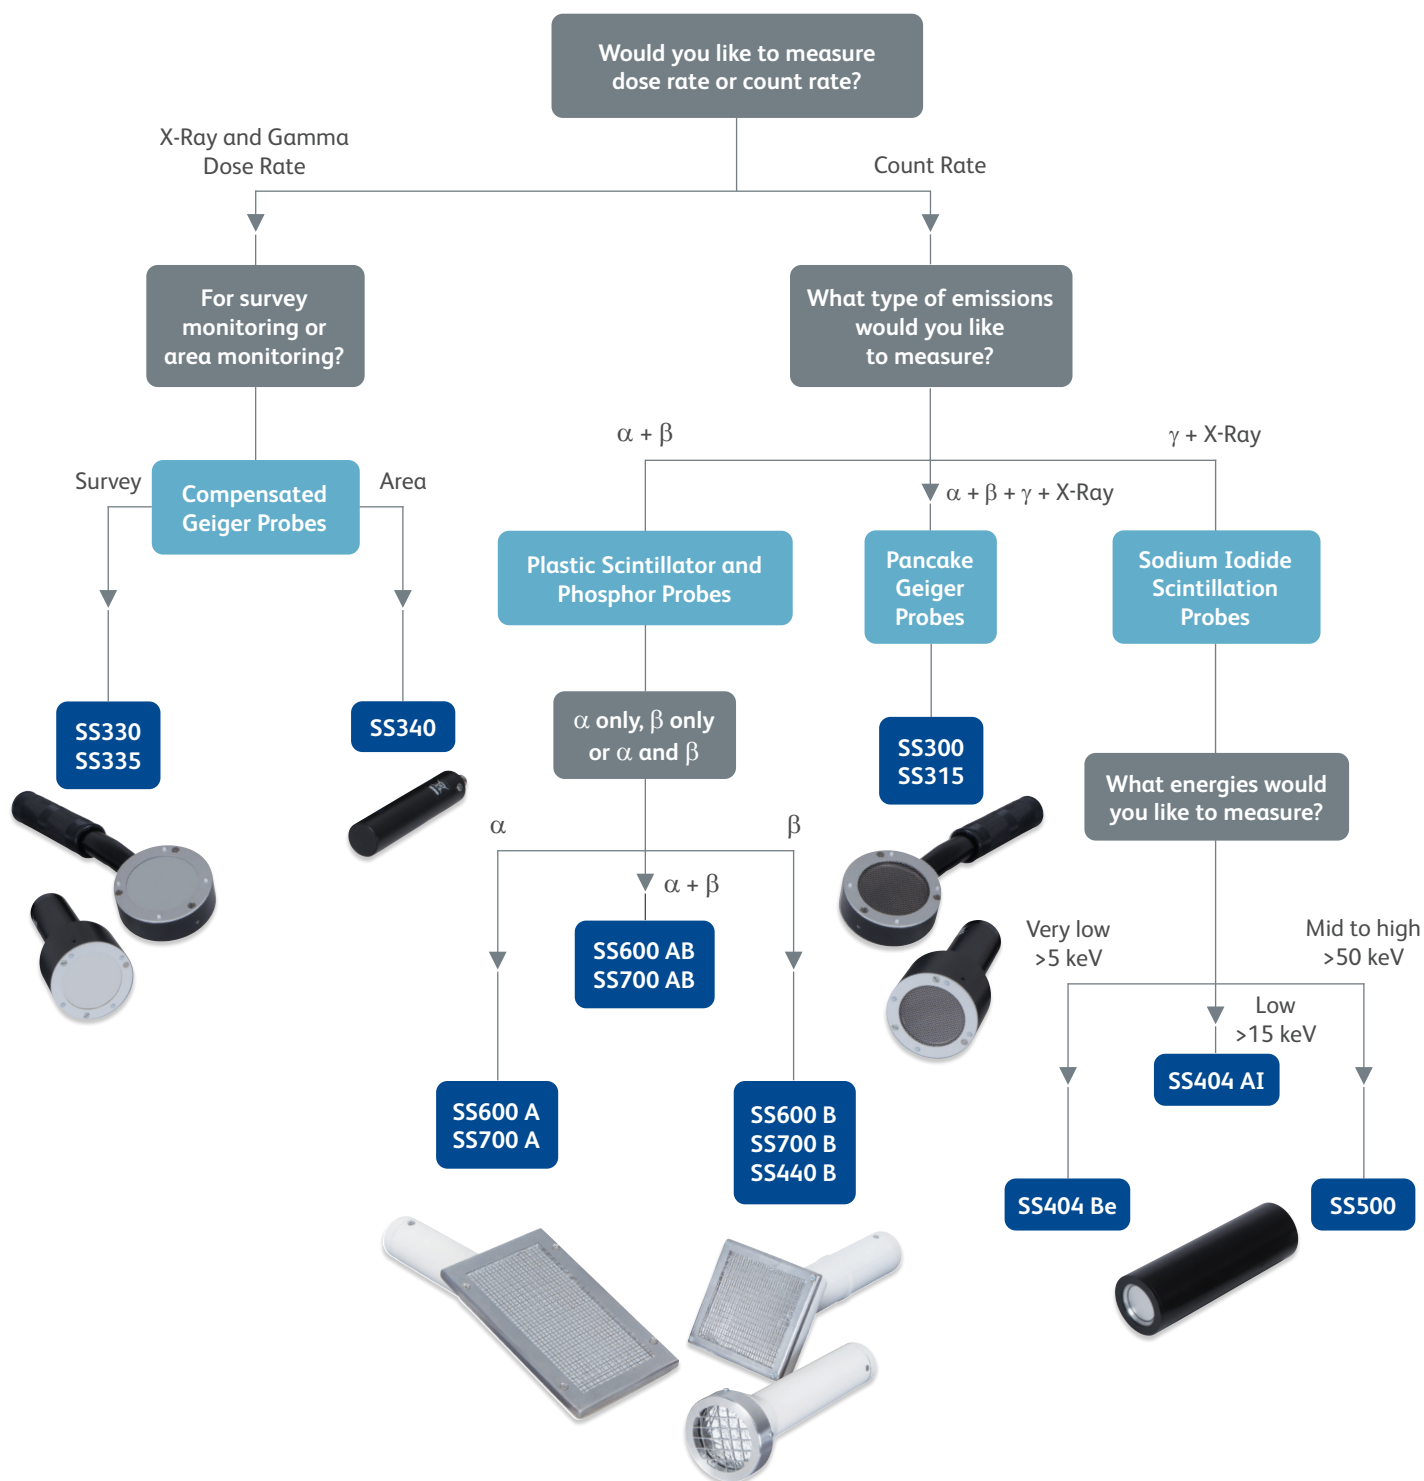 Would you like to measure
dose rate or count rate?
X-Ray and Gamma
Dose Rate
Count Rate
For survey
monitoring or
area monitoring?
What type of emissions
would you like
to measure?
α + β
γ + X-Ray
α + β + γ + X-Ray
Survey
Compensated
Geiger Probes
Area
Plastic Scintillator and
Phosphor Probes
Pancake
Geiger
Probes
Sodium Iodide
Scintillation
Probes
SS330
SS335
SS340
α only, β only
or α and β
SS300
SS315
What energies would
you like to measure?
α
β
α + β
SS600 AB
SS700 AB
Very low
>5 keV
Mid to high
>50 keV
Low
>15 keV
SS404 AI
SS600 A
SS700 A
SS600 B
SS700 B
SS440 B
SS404 Be
SS500